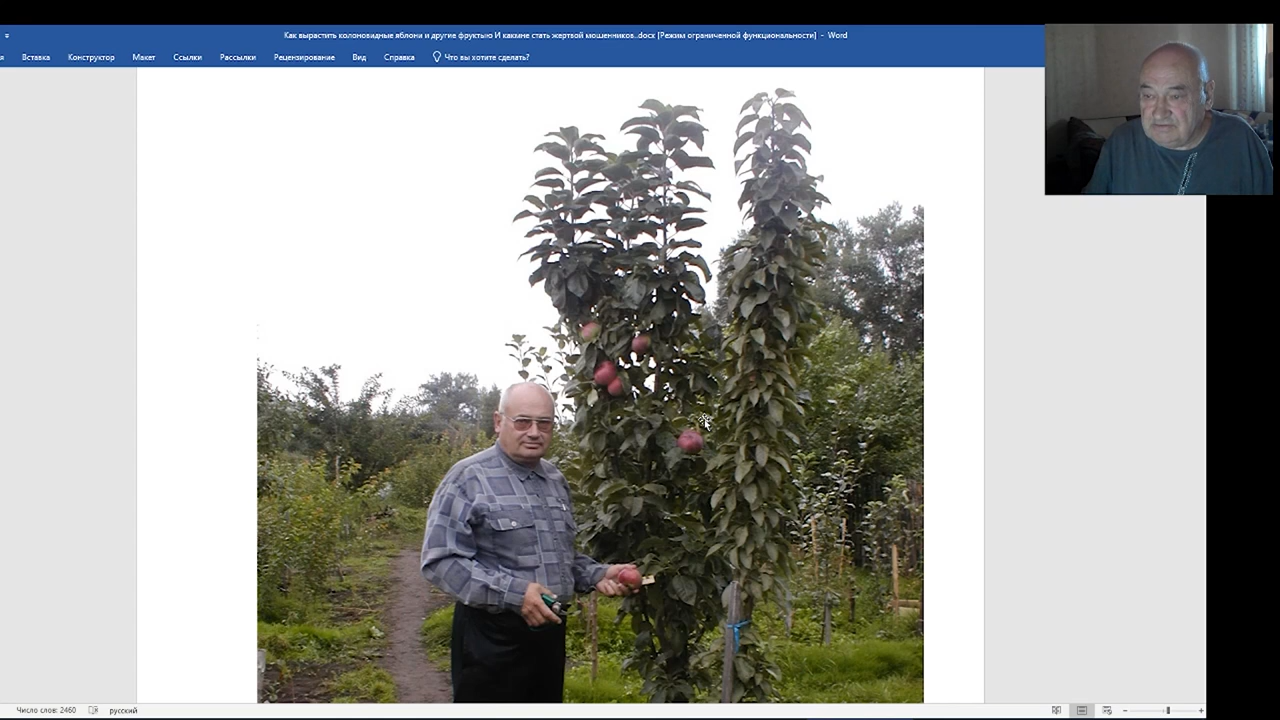 Как вырастить колоновидные яблони и другие фруктыю И какиие стать жертвой мошенников..docx [Режим ограниченной функциональности] - Word
Вставка Конструктор Макет Ссылки Рассылки Рецензирование Вид Справка Что вы хотите сделать?
Число слов: 2460 русский